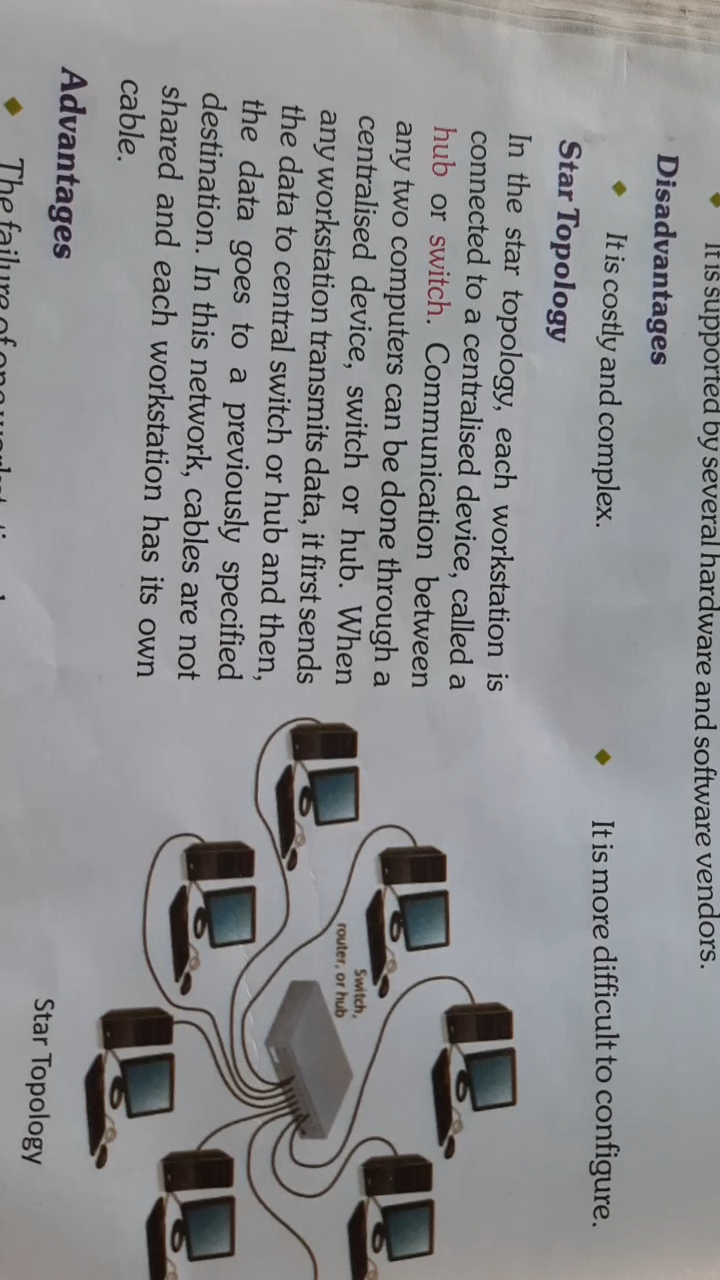 It is supported by several hardware and software vendors.
Disadvantages
It is costly and complex.
It is more difficult to configure.
Star Topology
In the star topology, each workstation is
connected to a centralised device, called a
hub or switch. Communication between
any two computers can be done through a
centralised device, switch or hub. When
any workstation transmits data, it first sends
the data to central switch or hub and then,
the data goes to a previously specified
destination. In this network, cables are not
shared and each workstation has its own
cable.
Switch,
router, or hub
Star Topology
Advantages
The failure of one